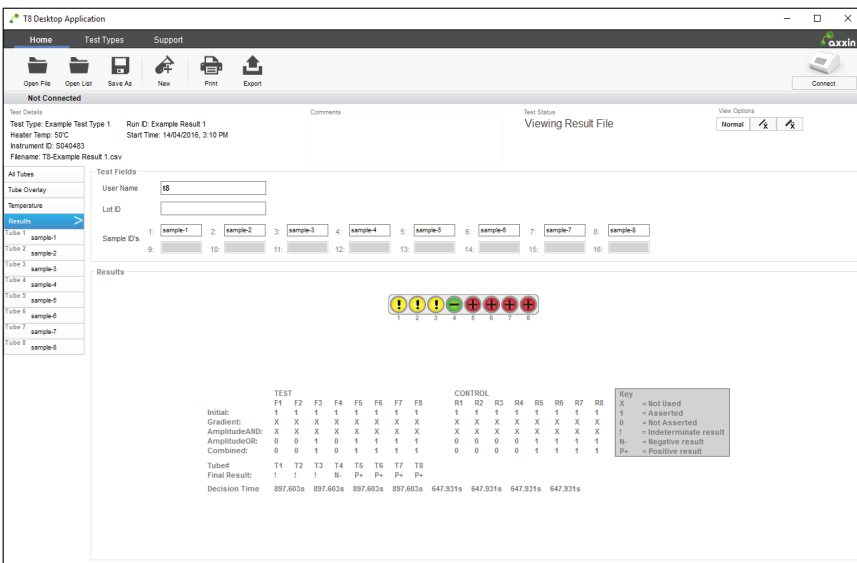 T8 Desktop Application
Home Test Types Support
axxin
Open File Open List Save As New Print Export Connect
Not Connected
Test Details
Test Type: Example Test Type 1 Run ID: Example Result 1
Heater Temp: 50°C Start Time: 14/04/2016, 3:10 PM
Instrument ID: S040483
Filename: T8-Example Result 1.csv
Comments
Test Status
Viewing Result File
View Options
Normal
All Tubes
Tube Overlay
Temperature
Results >
Tube 1 sample-1
Tube 2 sample-2
Tube 3 sample-3
Tube 4 sample-4
Tube 5 sample-5
Tube 6 sample-6
Tube 7 sample-7
Tube 8 sample-8
Test Fields
User Name t8
Lot ID
Sample ID's
1: sample-1 2: sample-2 3: sample-3 4: sample-4 5: sample-5 6: sample-6 7: sample-7 8: sample-8
9: 10: 11: 12: 13: 14: 15: 16:
Results
! ! ! - + + + +
1 2 3 4 5 6 7 8
TEST CONTROL
F1 F2 F3 F4 F5 F6 F7 F8 R1 R2 R3 R4 R5 R6 R7 R8
Initial: 1 1 1 1 1 1 1 1 1 1 1 1 1 1 1 1
Gradient: X X X X X X X X X X X X X X X X
AmplitudeAND: X X X X X X X X X X X X X X X X
AmplitudeOR: 0 0 1 0 1 1 1 1 0 0 0 0 1 1 1 1
Combined: 0 0 1 0 1 1 1 1 0 0 0 0 1 1 1 1
Tube# T1 T2 T3 T4 T5 T6 T7 T8
Final Result: ! ! ! N- P+ P+ P+ P+
Decision Time 897.603s 897.603s 897.603s 897.603s 647.931s 647.931s 647.931s 647.931s
Key
X = Not Used
1 = Asserted
0 = Not Asserted
! = Indeterminate result
N- = Negative result
P+ = Positive result